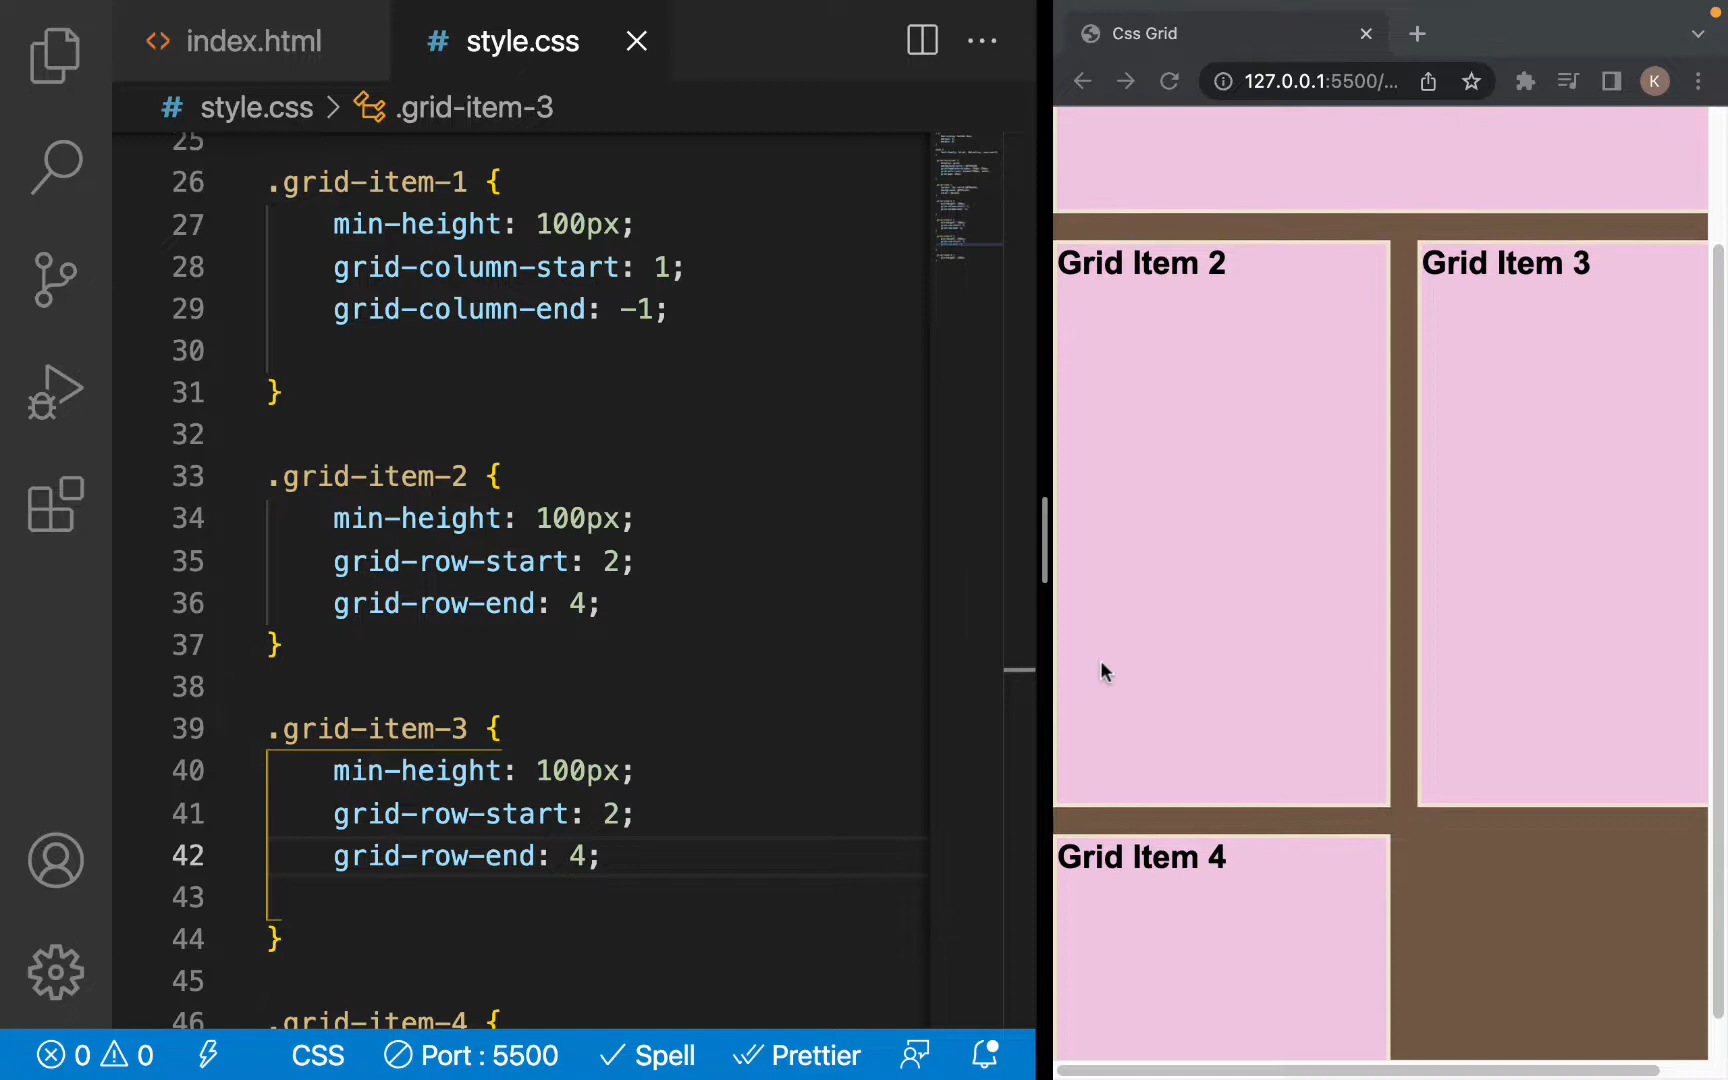 index.html
# style.css
# style.css > .grid-item-3
25
26 .grid-item-1 {
27 min-height: 100px;
28 grid-column-start: 1;
29 grid-column-end: -1;
30
31 }
32
33 .grid-item-2 {
34 min-height: 100px;
35 grid-row-start: 2;
36 grid-row-end: 4;
37 }
38
39 .grid-item-3 {
40 min-height: 100px;
41 grid-row-start: 2;
42 grid-row-end: 4;
43
44 }
45
46 .grid-item-4 {
0 0 CSS Port : 5500 Spell Prettier
Css Grid
127.0.0.1:5500/...
K
Grid Item 2
Grid Item 3
Grid Item 4